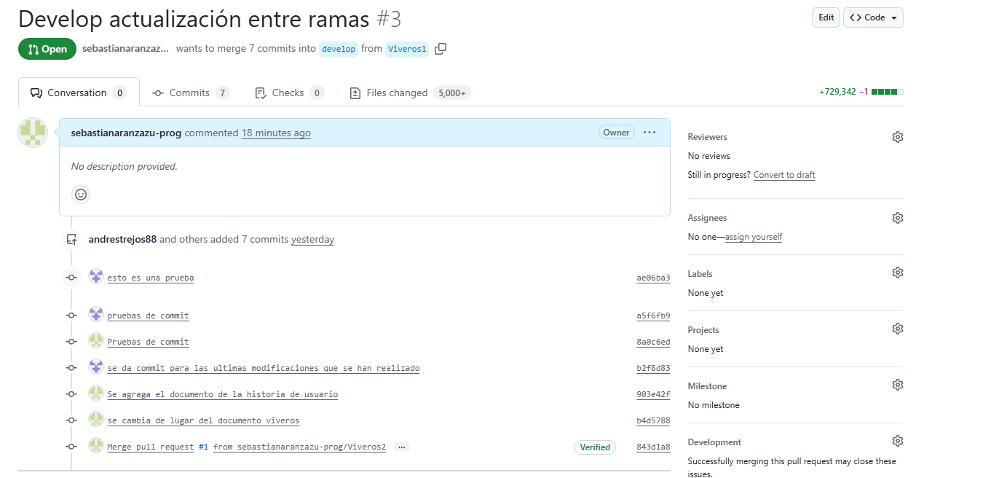 Develop actualización entre ramas #3
Edit
Code
Open
sebastianaranzaz... wants to merge 7 commits into develop from Viveros1
Conversation 0
Commits 7
Checks 0
Files changed 5,000+
+729,342 −1
sebastianaranzazu-prog commented 18 minutes ago
Owner
No description provided.
andrestrejos88 and others added 7 commits yesterday
esto es una prueba ae06ba3
pruebas de commit a5f6fb9
Pruebas de commit 8a0c6ed
se da commit para las ultimas modificaciones que se han realizado b2f8d83
Se agraga el documento de la historia de usuario 903e42f
se cambia de lugar del documento viveros b4d5788
Merge pull request #1 from sebastianaranzazu-prog/Viveros2 ... Verified 843d1a8
Reviewers
No reviews
Still in progress? Convert to draft
Assignees
No one—assign yourself
Labels
None yet
Projects
None yet
Milestone
No milestone
Development
Successfully merging this pull request may close these
issues.